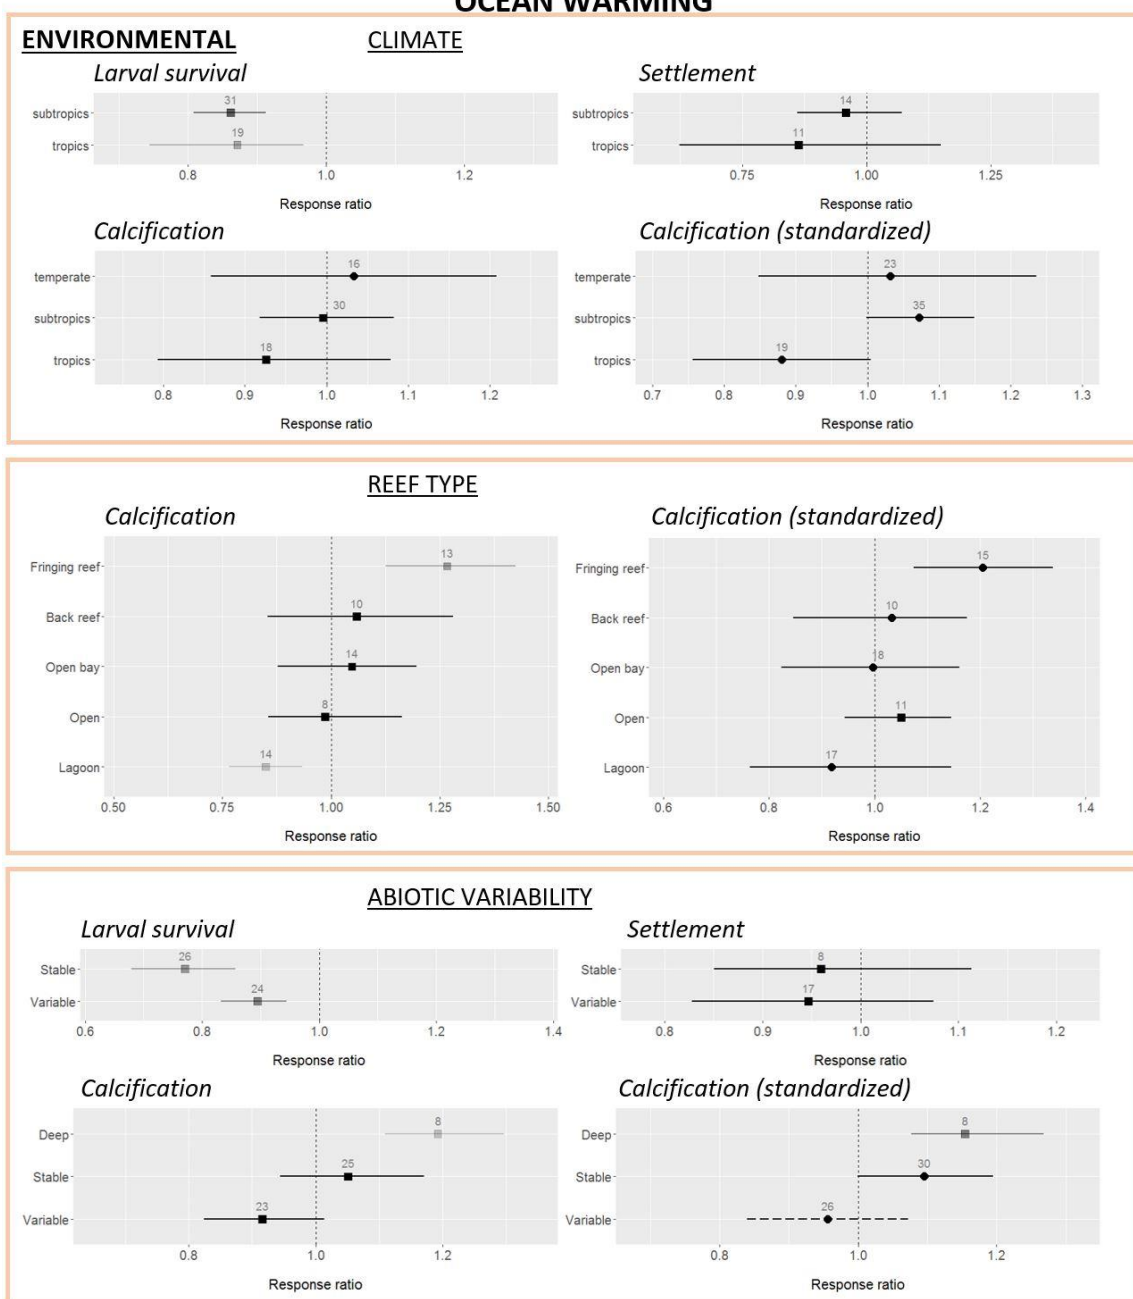 OCEAN WARMING
ENVIRONMENTAL CLIMATE
Larval survival
31
subtropics
19
tropics
0.8 1.0 1.2
Response ratio
Settlement
14
subtropics
11
tropics
0.75 1.00 1.25
Response ratio
Calcification
16
temperate
30
subtropics
18
tropics
0.8 0.9 1.0 1.1 1.2
Response ratio
Calcification (standardized)
23
temperate
35
subtropics
19
tropics
0.7 0.8 0.9 1.0 1.1 1.2 1.3
Response ratio
REEF TYPE
Calcification
13
Fringing reef
10
Back reef
14
Open bay
8
Open
14
Lagoon
0.50 0.75 1.00 1.25 1.50
Response ratio
Calcification (standardized)
15
Fringing reef
10
Back reef
18
Open bay
11
Open
17
Lagoon
0.6 0.8 1.0 1.2 1.4
Response ratio
ABIOTIC VARIABILITY
Larval survival
26
Stable
24
Variable
0.6 0.8 1.0 1.2 1.4
Response ratio
Settlement
8
Stable
17
Variable
0.8 0.9 1.0 1.1 1.2
Response ratio
Calcification
8
Deep
25
Stable
23
Variable
0.8 1.0 1.2
Response ratio
Calcification (standardized)
8
Deep
30
Stable
26
Variable
0.8 1.0 1.2
Response ratio